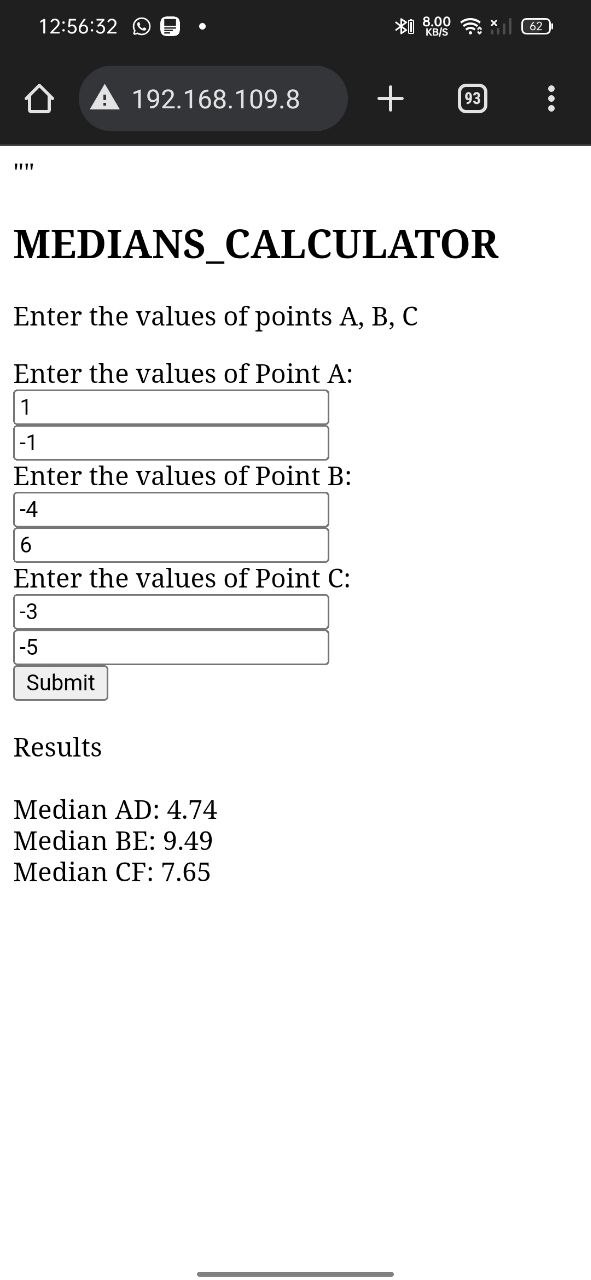 12:56:32
8.00
KB/S
62
192.168.109.8
93
""
MEDIANS_CALCULATOR
Enter the values of points A, B, C
Enter the values of Point A:
1
-1
Enter the values of Point B:
-4
6
Enter the values of Point C:
-3
-5
Submit
Results
Median AD: 4.74
Median BE: 9.49
Median CF: 7.65